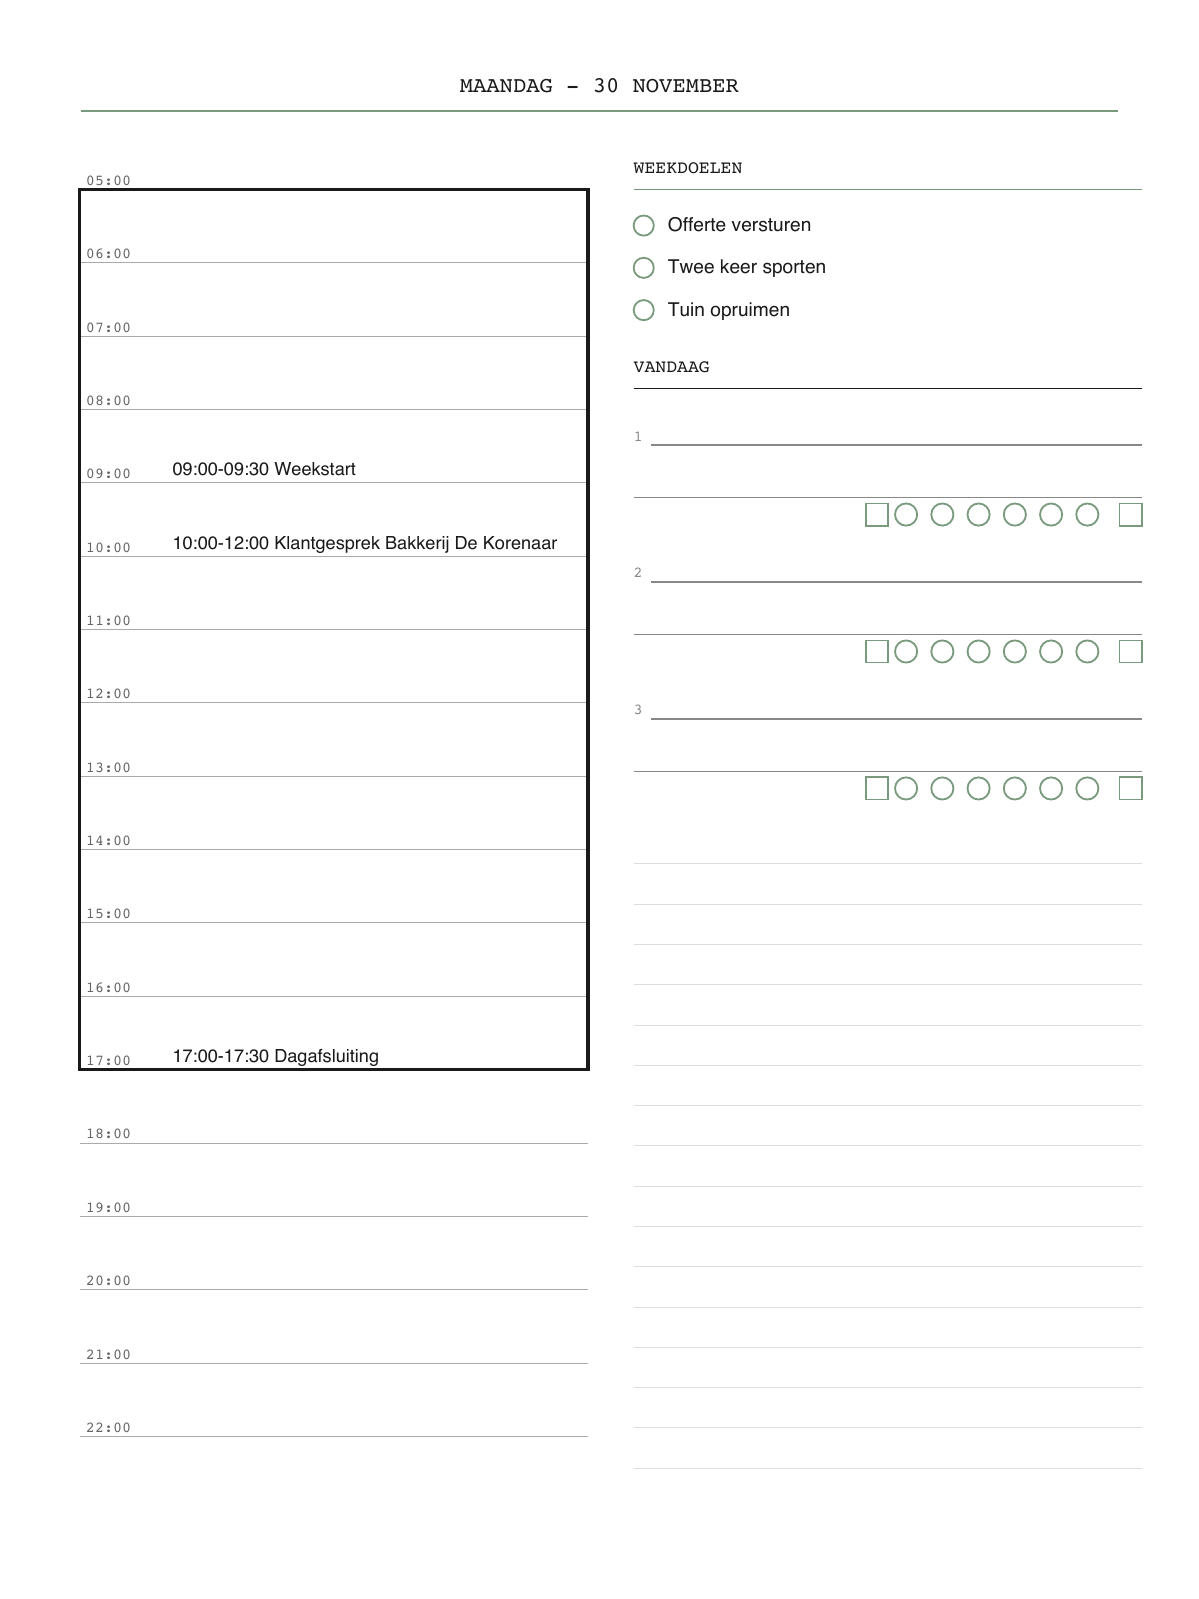 MAANDAG – 30 NOVEMBER
05:00
06:00
07:00
08:00
09:00 09:00-09:30 Weekstart
10:00 10:00-12:00 Klantgesprek Bakkerij De Korenaar
11:00
12:00
13:00
14:00
15:00
16:00
17:00 17:00-17:30 Dagafsluiting
18:00
19:00
20:00
21:00
22:00
WEEKDOELEN
Offerte versturen
Twee keer sporten
Tuin opruimen
VANDAAG
1
2
3